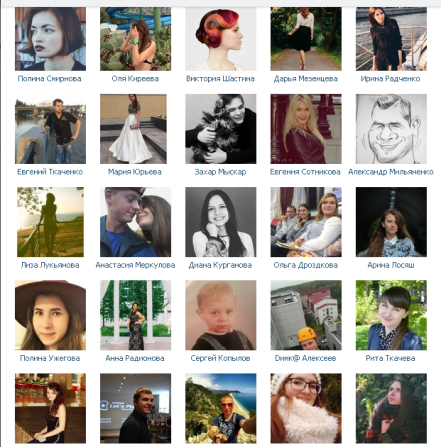 Полина Смирнова
Оля Киреева
Виктория Шастина
Дарья Мезенцева
Ирина Радченко
Евгений Ткаченко
Мария Юрьева
Захар Мыскар
Евгения Сотникова
Александр Мильяненко
Лиза Лукьянова
Анастасия Меркулова
Диана Курганова
Ольга Дроздкова
Арина Лосяш
Полина Ужегова
Анна Радионова
Сергей Копылов
Dимк@ Алексеев
Рита Ткачева